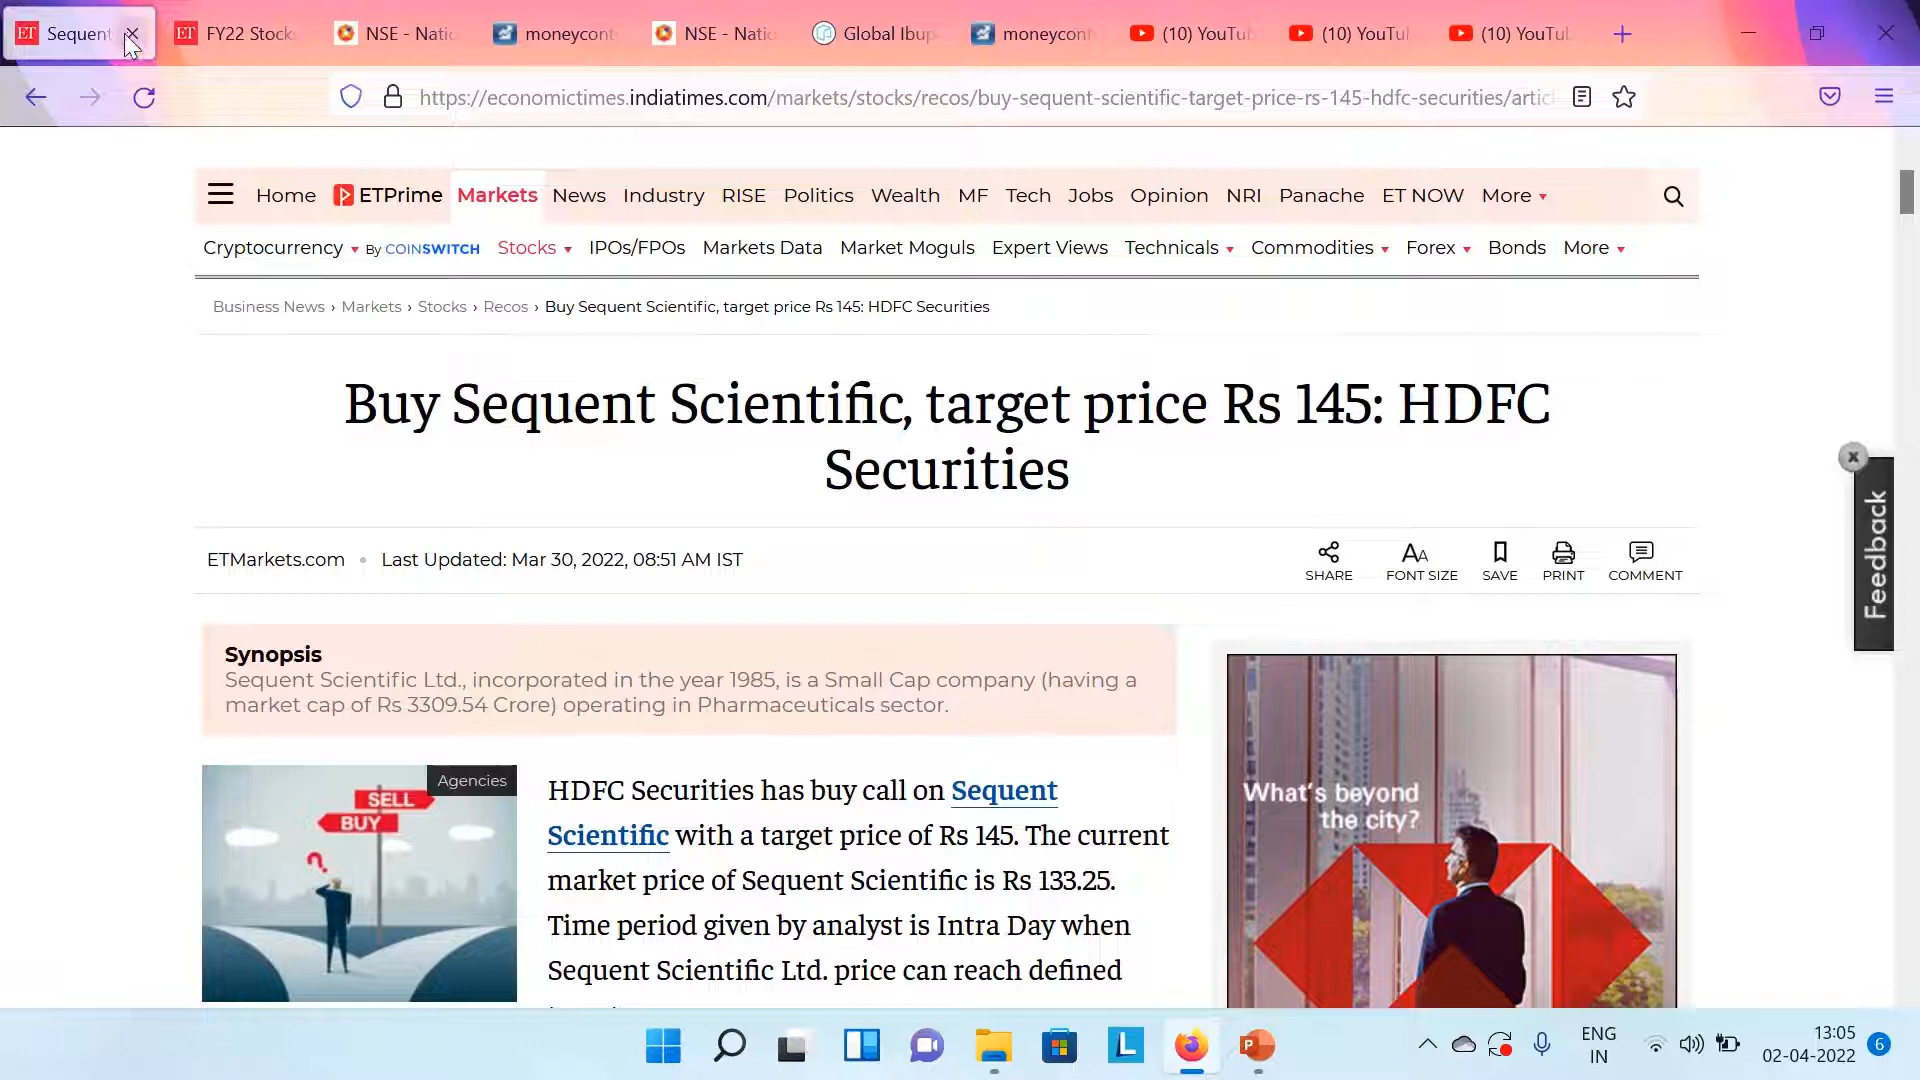 Sequent
FY22 Stocks
NSE - Natio
moneycont
NSE - Natio
Global Ibup
moneycont
(10) YouTub
(10) YouTub
(10) YouTub
https://economictimes.indiatimes.com/markets/stocks/recos/buy-sequent-scientific-target-price-rs-145-hdfc-securities/artic
Home ETPrime Markets News Industry RISE Politics Wealth MF Tech Jobs Opinion NRI Panache ET NOW More
Cryptocurrency By COINSWITCH Stocks IPOs/FPOs Markets Data Market Moguls Expert Views Technicals Commodities Forex Bonds More
Business News › Markets › Stocks › Recos › Buy Sequent Scientific, target price Rs 145: HDFC Securities
Buy Sequent Scientific, target price Rs 145: HDFC
Securities
ETMarkets.com • Last Updated: Mar 30, 2022, 08:51 AM IST
SHARE FONT SIZE SAVE PRINT COMMENT
Feedback
Synopsis
Sequent Scientific Ltd., incorporated in the year 1985, is a Small Cap company (having a
market cap of Rs 3309.54 Crore) operating in Pharmaceuticals sector.
Agencies
SELL
BUY
HDFC Securities has buy call on Sequent
Scientific with a target price of Rs 145. The current
market price of Sequent Scientific is Rs 133.25.
Time period given by analyst is Intra Day when
Sequent Scientific Ltd. price can reach defined
What's beyond
the city?
ENG
IN
13:05
02-04-2022
6